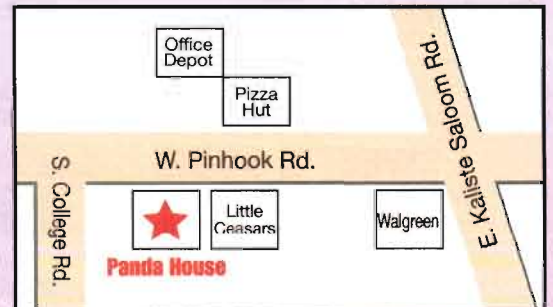 Office
Depot
Pizza
Hut
E. Kaliste Saloom Rd.
W. Pinhook Rd.
S. College Rd.
Little
Ceasars
Walgreen
Panda House